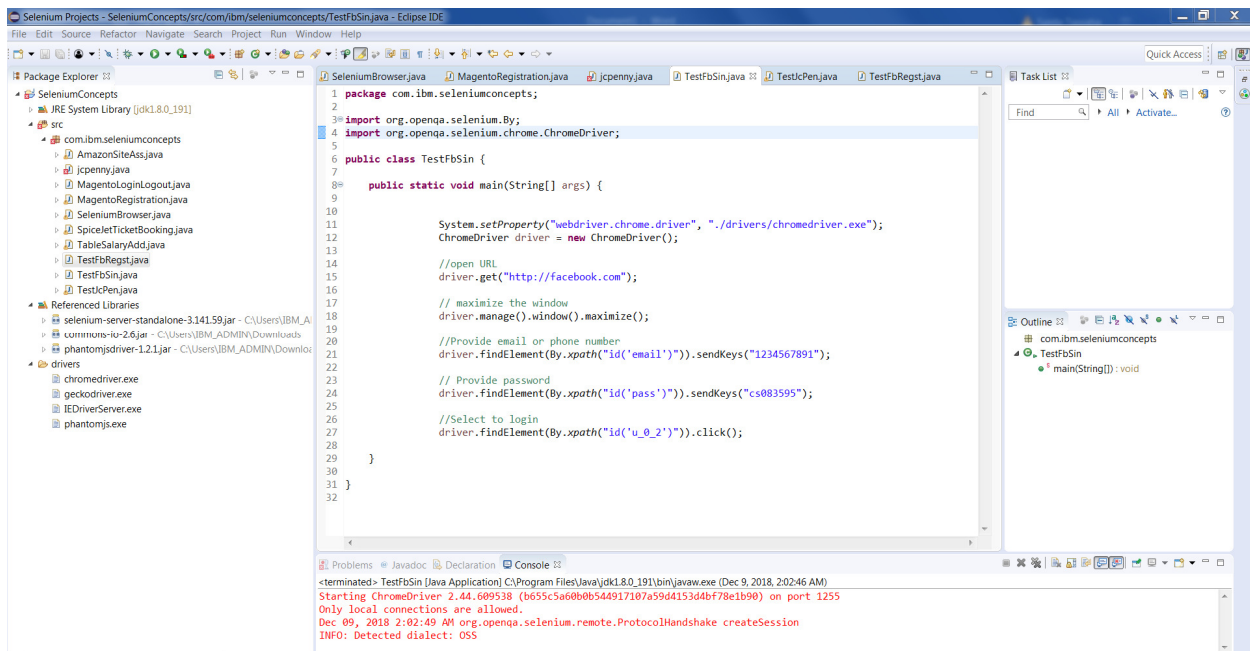 Selenium Projects - SeleniumConcepts/src/com/ibm/seleniumconcepts/TestFbSin.java - Eclipse IDE
File Edit Source Refactor Navigate Search Project Run Window Help
Quick Access
Package Explorer
SeleniumConcepts
JRE System Library [jdk1.8.0_191]
src
com.ibm.seleniumconcepts
AmazonSiteAss.java
jcpenny.java
MagentoLoginLogout.java
MagentoRegistration.java
SeleniumBrowser.java
SpiceJetTicketBooking.java
TableSalaryAdd.java
TestFbRegst.java
TestFbSin.java
TestJcPen.java
Referenced Libraries
selenium-server-standalone-3.141.59.jar - C:\Users\IBM_A
commons-io-2.6.jar - C:\Users\IBM_ADMIN\Downloads
phantomjsdriver-1.2.1.jar - C:\Users\IBM_ADMIN\Downloa
drivers
chromedriver.exe
geckodriver.exe
IEDriverServer.exe
phantomjs.exe
SeleniumBrowser.java MagentoRegistration.java jcpenny.java TestFbSin.java TestJcPen.java TestFbRegst.java
1 package com.ibm.seleniumconcepts;
2
3 import org.openqa.selenium.By;
4 import org.openqa.selenium.chrome.ChromeDriver;
5
6 public class TestFbSin {
7
8 public static void main(String[] args) {
9
10
11 System.setProperty("webdriver.chrome.driver", "./drivers/chromedriver.exe");
12 ChromeDriver driver = new ChromeDriver();
13
14 //open URL
15 driver.get("http://facebook.com");
16
17 // maximize the window
18 driver.manage().window().maximize();
19
20 //Provide email or phone number
21 driver.findElement(By.xpath("id('email')")).sendKeys("1234567891");
22
23 // Provide password
24 driver.findElement(By.xpath("id('pass')")).sendKeys("cs083595");
25
26 //Select to login
27 driver.findElement(By.xpath("id('u_0_2')")).click();
28
29 }
30
31 }
32
Task List
Find All Activate...
Outline
com.ibm.seleniumconcepts
TestFbSin
main(String[]) : void
Problems Javadoc Declaration Console
<terminated> TestFbSin [Java Application] C:\Program Files\Java\jdk1.8.0_191\bin\javaw.exe (Dec 9, 2018, 2:02:46 AM)
Starting ChromeDriver 2.44.609538 (b655c5a60b0b544917107a59d4153d4bf78e1b90) on port 1255
Only local connections are allowed.
Dec 09, 2018 2:02:49 AM org.openqa.selenium.remote.ProtocolHandshake createSession
INFO: Detected dialect: OSS